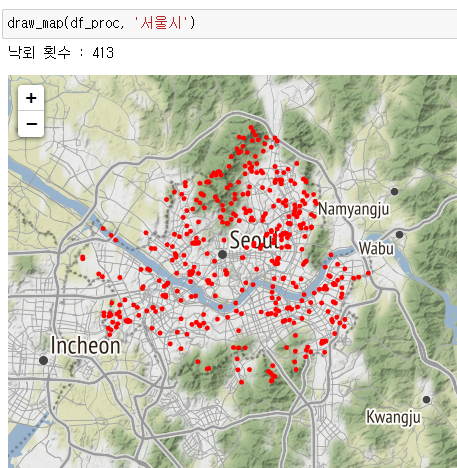 draw_map(df_proc, '서울시')
낙뢰 횟수 : 413
+
−
Namyangju
Seoul
Wabu
Incheon
Kwangju